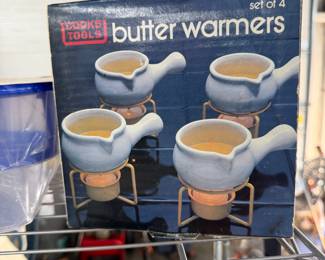 set of 4
COOKS TOOLS
butter warmers